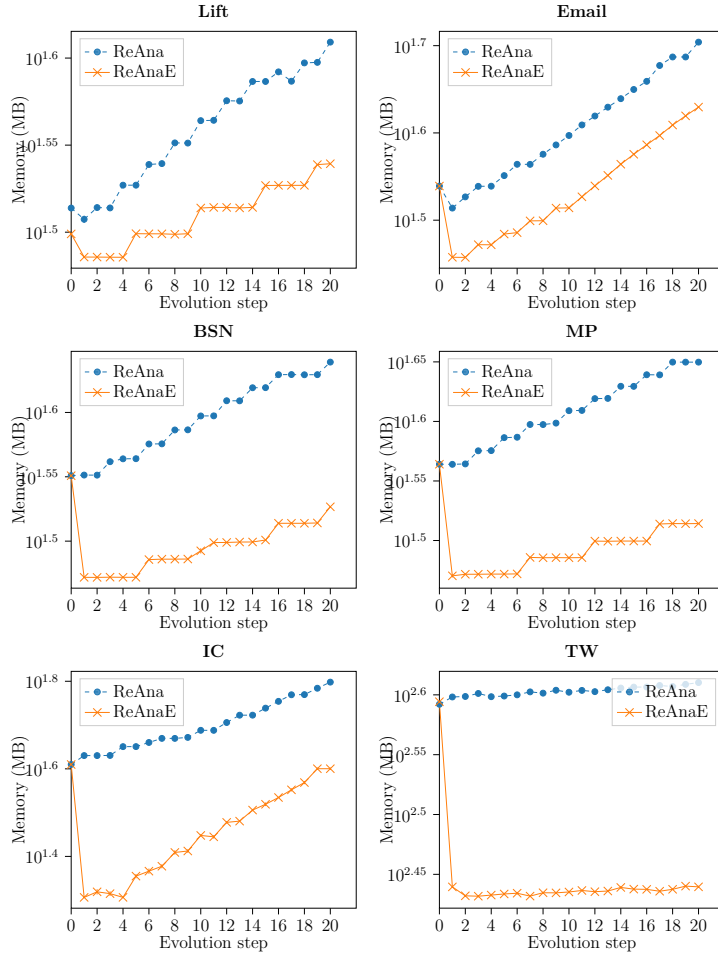 Lift
Email
Memory (MB)
10^1.6
10^1.55
10^1.5
ReAna
ReAnaE
0 2 4 6 8 10 12 14 16 18 20
Evolution step
Memory (MB)
10^1.7
10^1.6
10^1.5
ReAna
ReAnaE
0 2 4 6 8 10 12 14 16 18 20
Evolution step
BSN
MP
Memory (MB)
10^1.6
10^1.55
10^1.5
ReAna
ReAnaE
0 2 4 6 8 10 12 14 16 18 20
Evolution step
Memory (MB)
10^1.65
10^1.6
10^1.55
10^1.5
ReAna
ReAnaE
0 2 4 6 8 10 12 14 16 18 20
Evolution step
IC
TW
Memory (MB)
10^1.8
10^1.6
10^1.4
ReAna
ReAnaE
0 2 4 6 8 10 12 14 16 18 20
Evolution step
Memory (MB)
10^2.6
10^2.55
10^2.5
10^2.45
ReAna
ReAnaE
0 2 4 6 8 10 12 14 16 18 20
Evolution step